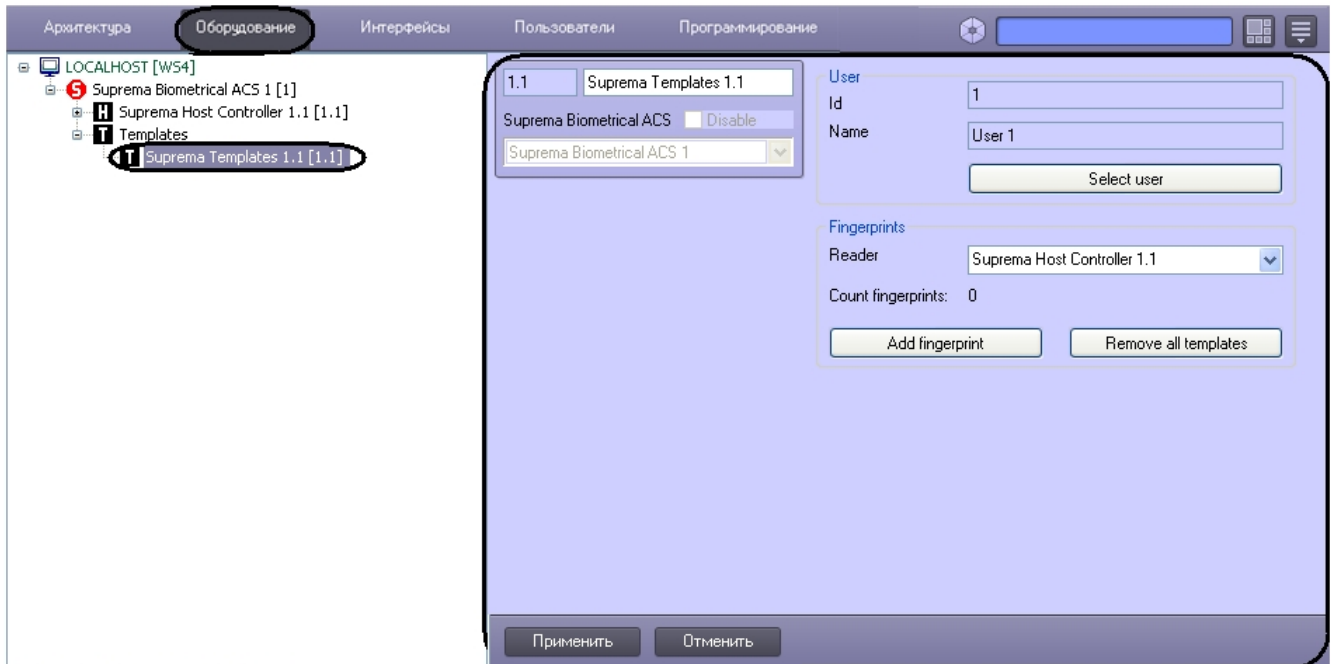 Архитектура Оборудование Интерфейсы Пользователи Программирование
LOCALHOST [WS4]
S Suprema Biometrical ACS 1 [1]
H Suprema Host Controller 1.1 [1.1]
T Templates
T Suprema Templates 1.1 [1.1]
1.1 Suprema Templates 1.1
Suprema Biometrical ACS Disable
Suprema Biometrical ACS 1
User
Id 1
Name User 1
Select user
Fingerprints
Reader Suprema Host Controller 1.1
Count fingerprints: 0
Add fingerprint Remove all templates
Применить Отменить